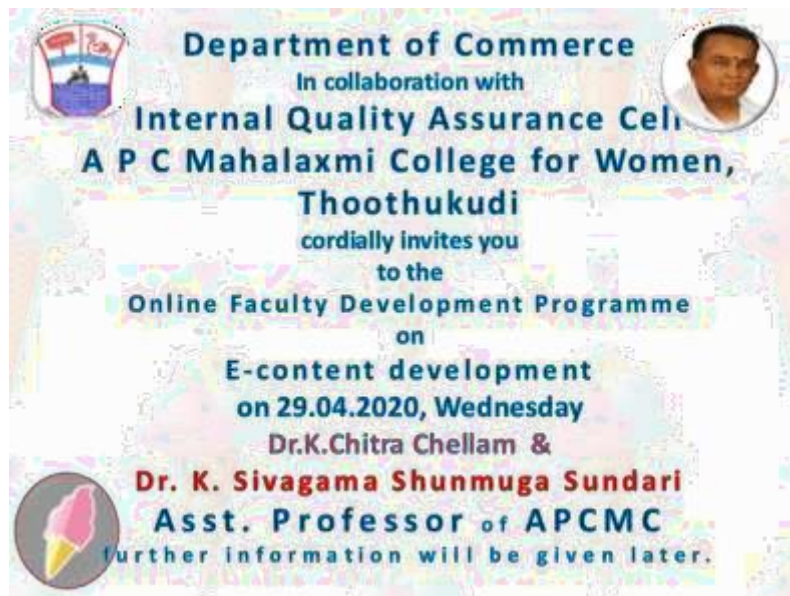 Department of Commerce
In collaboration with
Internal Quality Assurance Cell
A P C Mahalaxmi College for Women,
Thoothukudi
cordially invites you
to the
Online Faculty Development Programme
on
E-content development
on 29.04.2020, Wednesday
Dr.K.Chitra Chellam &
Dr. K. Sivagama Shunmuga Sundari
Asst. Professor of APCMC
further information will be given later.